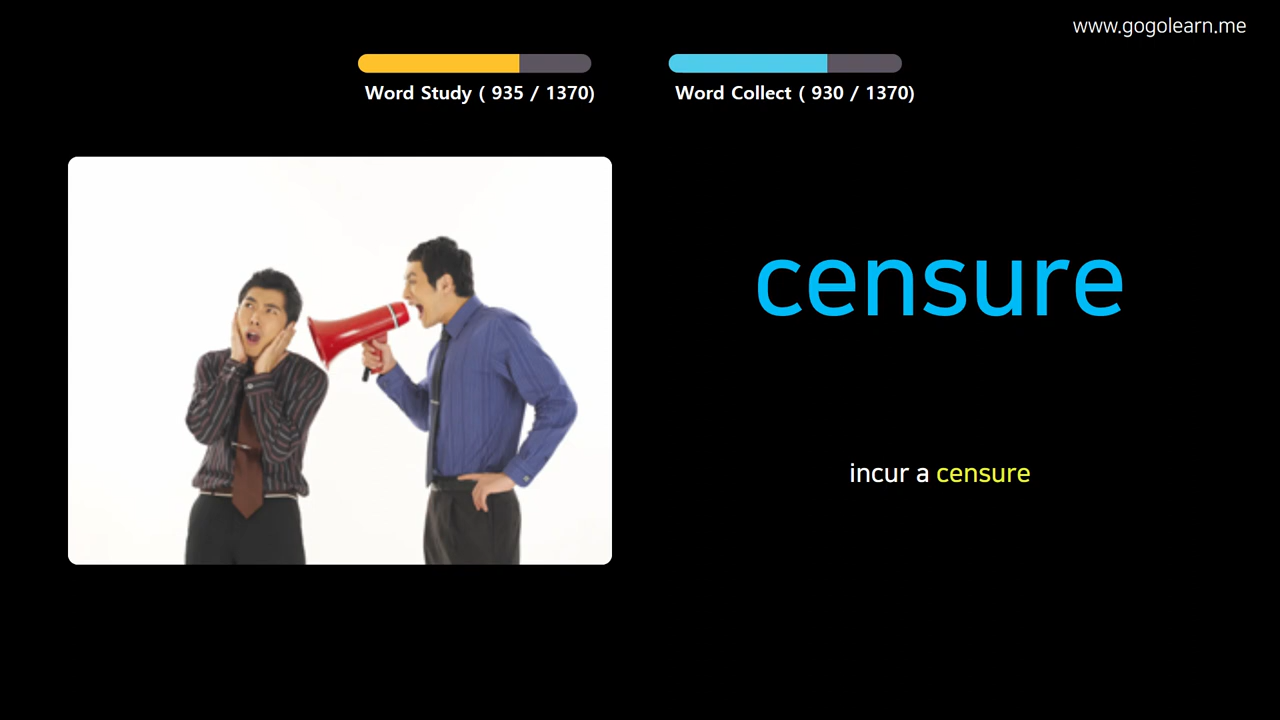 www.gogolearn.me
Word Study ( 935 / 1370)
Word Collect ( 930 / 1370)
censure
incur a censure